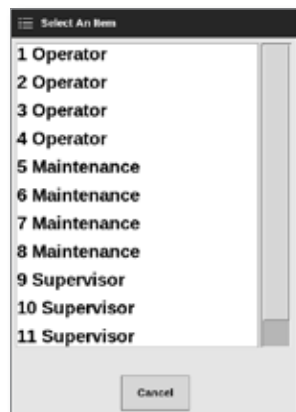 Select An Item
1 Operator
2 Operator
3 Operator
4 Operator
5 Maintenance
6 Maintenance
7 Maintenance
8 Maintenance
9 Supervisor
10 Supervisor
11 Supervisor
Cancel